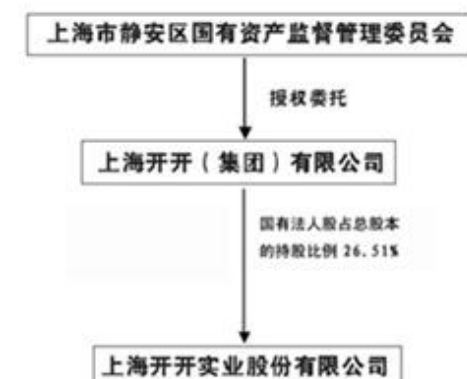 上海市静安区国有资产监督管理委员会
授权委托
上海开开（集团）有限公司
国有法人股占总股本
的持股比例 26.51%
上海开开实业股份有限公司